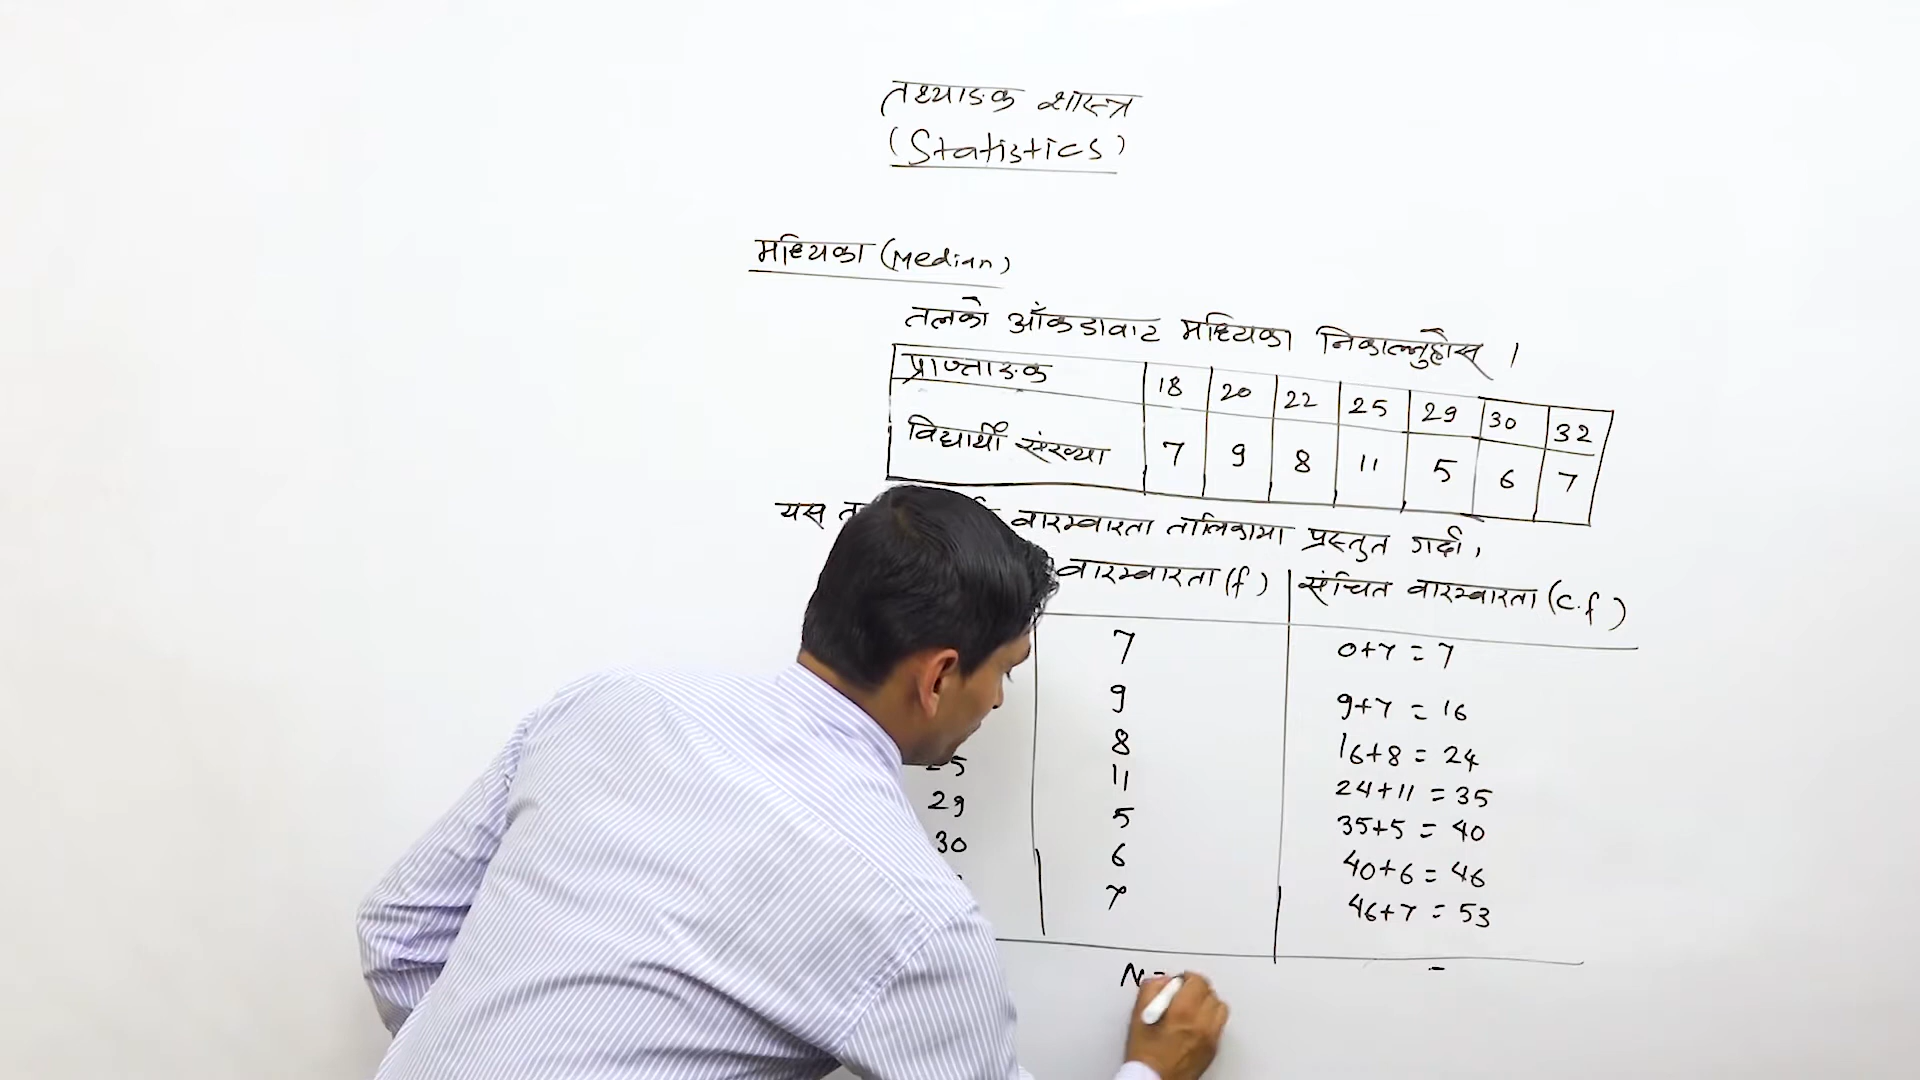 तथ्याङ्क शास्त्र
(Statistics)
मध्यिका (Median)
तलको आँकडावाट मध्यिका निकाल्नुहोस् ।
प्राप्ताङ्क 18 20 22 25 29 30 32
विद्यार्थी संख्या 7 9 8 11 5 6 7
यस वारम्वारता तालिकामा प्रस्तुत गर्दा,
वारम्वारता (f) संचित वारम्वारता (c.f)
7 0+7 = 7
9 9+7 = 16
8 16+8 = 24
25 11 24+11 = 35
29 5 35+5 = 40
30 6 40+6 = 46
7 46+7 = 53
N =